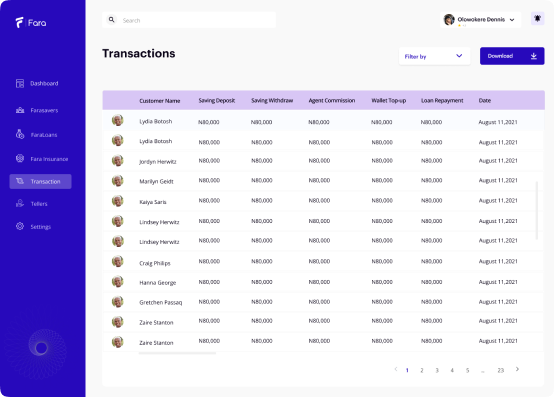 Fara
Search
Olowokere Dennis
Transactions
Filter by
Download
Dashboard
Farasavers
FaraLoans
Fara Insurance
Transaction
Tellers
Settings
Customer Name Saving Deposit Saving Withdraw Agent Commission Wallet Top-up Loan Repayment Date
Lydia Botosh N80,000 N80,000 N80,000 N80,000 N80,000 August 11,2021
Lydia Botosh N80,000 N80,000 N80,000 N80,000 N80,000 August 11,2021
Jordyn Herwitz N80,000 N80,000 N80,000 N80,000 N80,000 August 11,2021
Marilyn Geidt N80,000 N80,000 N80,000 N80,000 N80,000 August 11,2021
Kaiya Saris N80,000 N80,000 N80,000 N80,000 N80,000 August 11,2021
Lindsey Herwitz N80,000 N80,000 N80,000 N80,000 N80,000 August 11,2021
Lindsey Herwitz N80,000 N80,000 N80,000 N80,000 N80,000 August 11,2021
Craig Philips N80,000 N80,000 N80,000 N80,000 N80,000 August 11,2021
Hanna George N80,000 N80,000 N80,000 N80,000 N80,000 August 11,2021
Gretchen Passaq N80,000 N80,000 N80,000 N80,000 N80,000 August 11,2021
Zaire Stanton N80,000 N80,000 N80,000 N80,000 N80,000 August 11,2021
Zaire Stanton N80,000 N80,000 N80,000 N80,000 N80,000 August 11,2021
1 2 3 4 5 ... 23